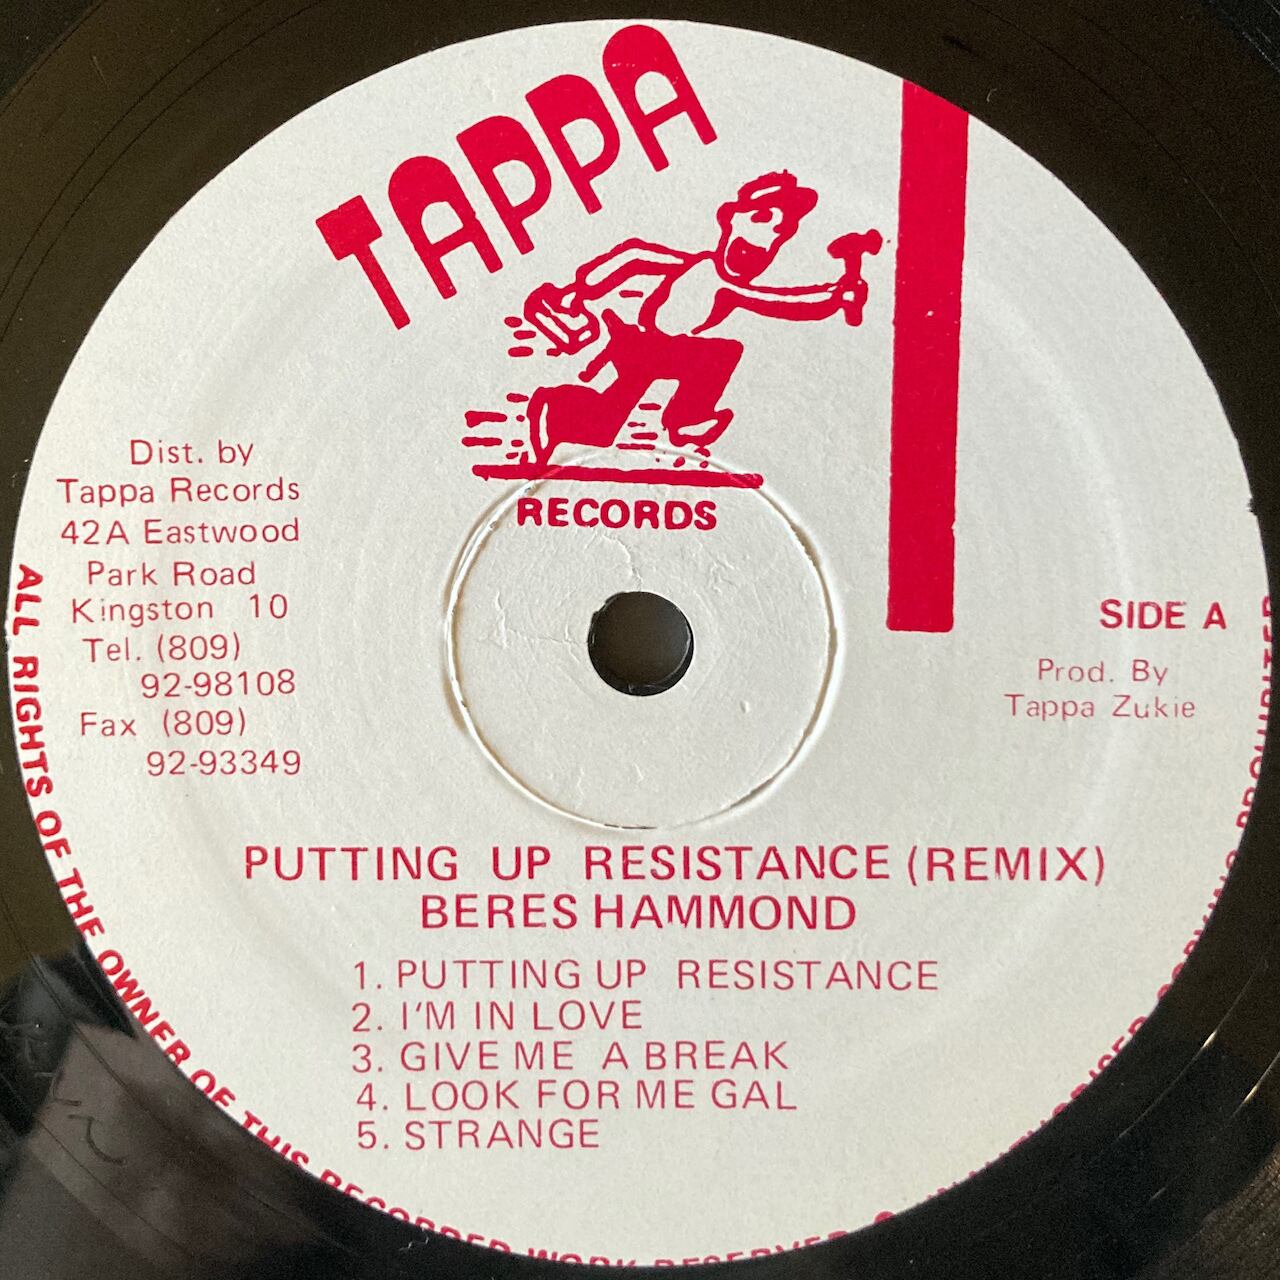 TAPPA
RECORDS
Dist. by
Tappa Records
42A Eastwood
Park Road
Kingston 10
Tel. (809)
92-98108
Fax (809)
92-93349
SIDE A
Prod. By
Tappa Zukie
PUTTING UP RESISTANCE (REMIX)
BERES HAMMOND
1. PUTTING UP RESISTANCE
2. I'M IN LOVE
3. GIVE ME A BREAK
4. LOOK FOR ME GAL
5. STRANGE
ALL RIGHTS OF THE OWNER OF THIS RECORDED WORK RESERVED